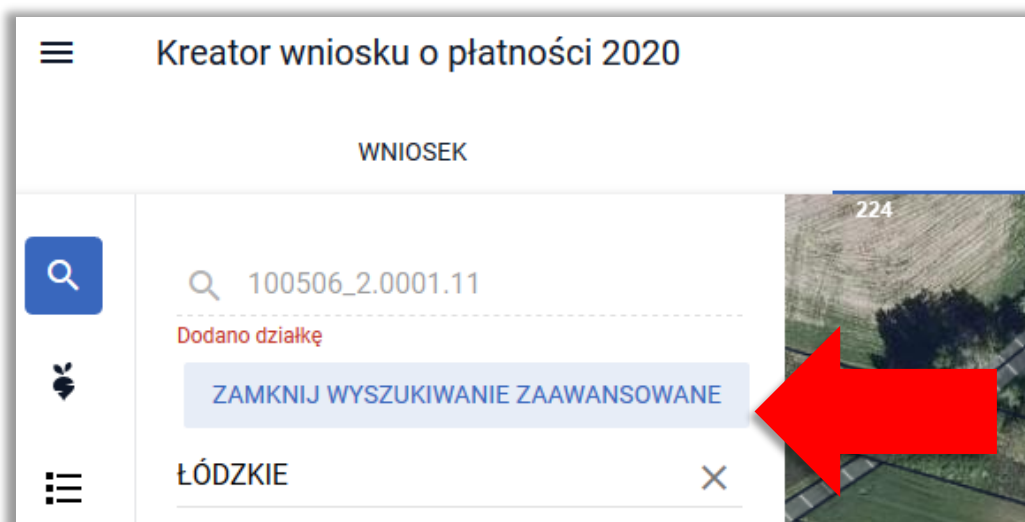 Kreator wniosku o płatności 2020
WNIOSEK
224
100506_2.0001.11
Dodano działkę
ZAMKNIJ WYSZUKIWANIE ZAAWANSOWANE
ŁÓDZKIE